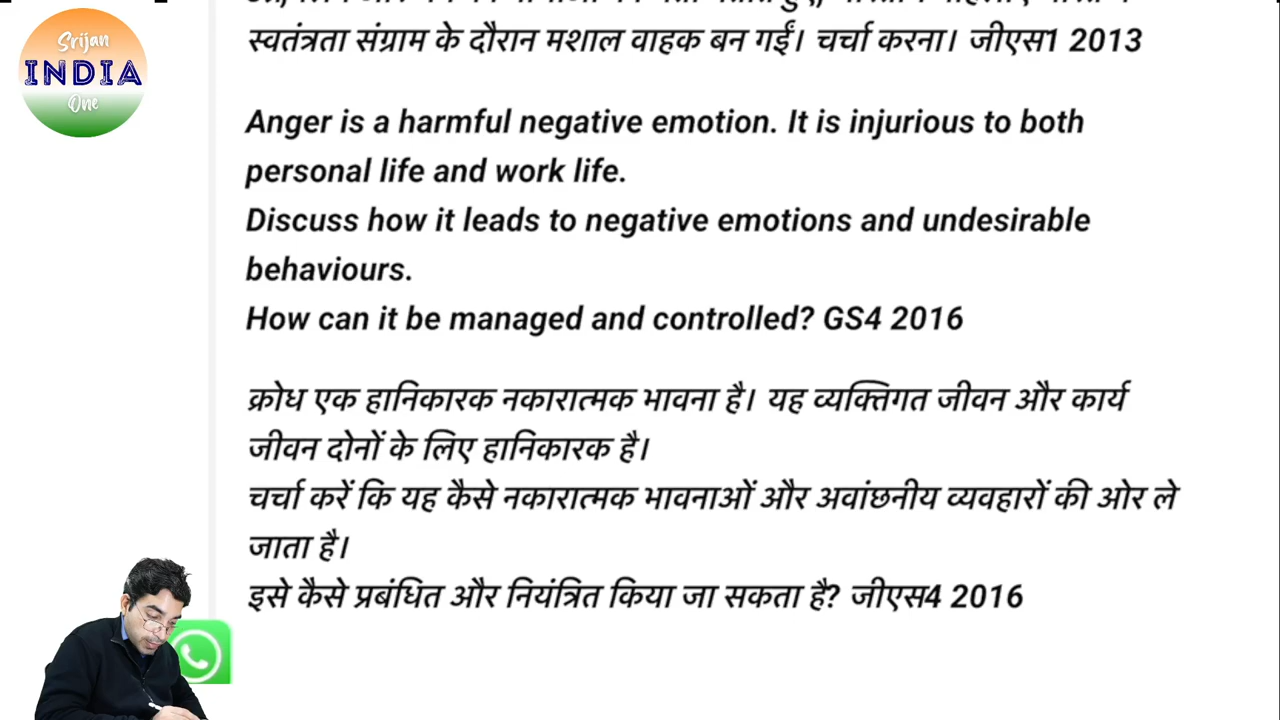 Srijan
INDIA
One
स्वतंत्रता संग्राम के दौरान मशाल वाहक बन गईं। चर्चा करना। जीएस1 2013
Anger is a harmful negative emotion. It is injurious to both
personal life and work life.
Discuss how it leads to negative emotions and undesirable
behaviours.
How can it be managed and controlled? GS4 2016
क्रोध एक हानिकारक नकारात्मक भावना है। यह व्यक्तिगत जीवन और कार्य
जीवन दोनों के लिए हानिकारक है।
चर्चा करें कि यह कैसे नकारात्मक भावनाओं और अवांछनीय व्यवहारों की ओर ले
जाता है।
इसे कैसे प्रबंधित और नियंत्रित किया जा सकता है? जीएस4 2016